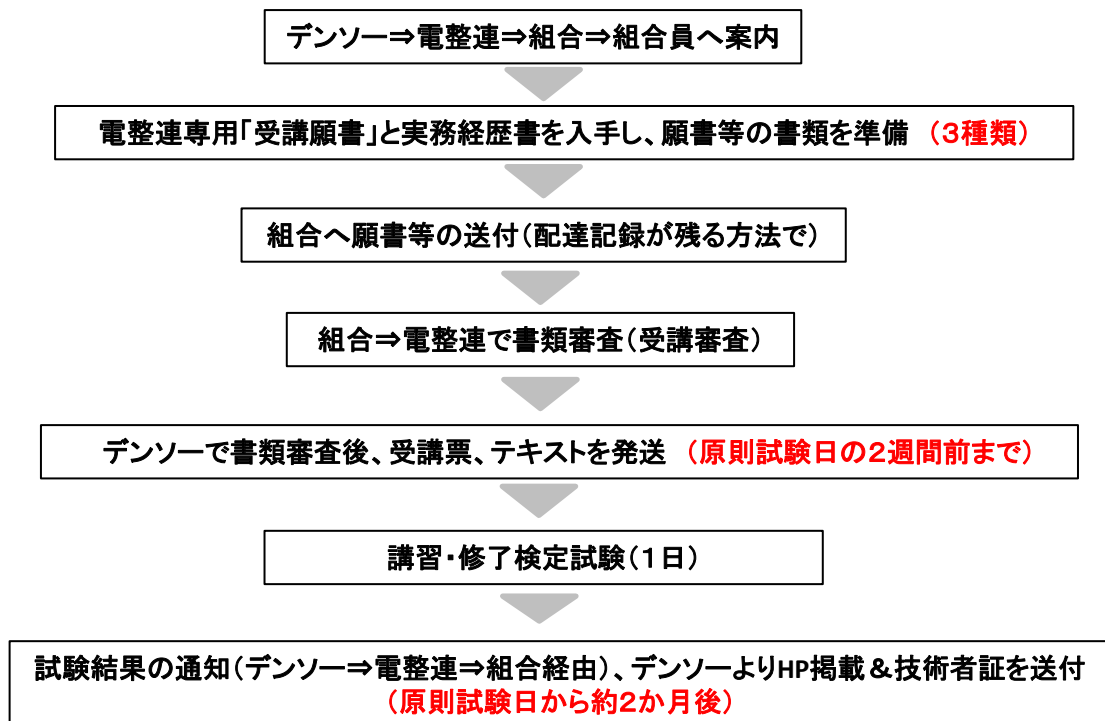 デンソー⇒電整連⇒組合⇒組合員へ案内
電整連専用「受講願書」と実務経歴書を入手し、願書等の書類を準備 （３種類）
組合へ願書等の送付（配達記録が残る方法で）
組合⇒電整連で書類審査（受講審査）
デンソーで書類審査後、受講票、テキストを発送 （原則試験日の２週間前まで）
講習・修了検定試験（１日）
試験結果の通知（デンソー⇒電整連⇒組合経由）、デンソーよりHP掲載＆技術者証を送付
（原則試験日から約２か月後）